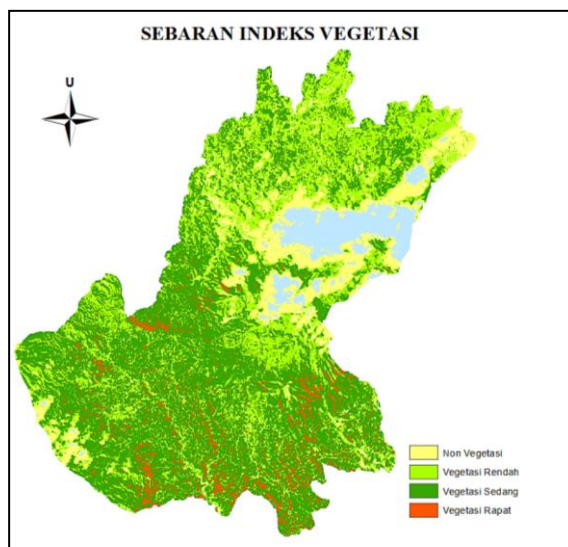 SEBARAN INDEKS VEGETASI
U
Non Vegetasi
Vegetasi Rendah
Vegetasi Sedang
Vegetasi Rapat